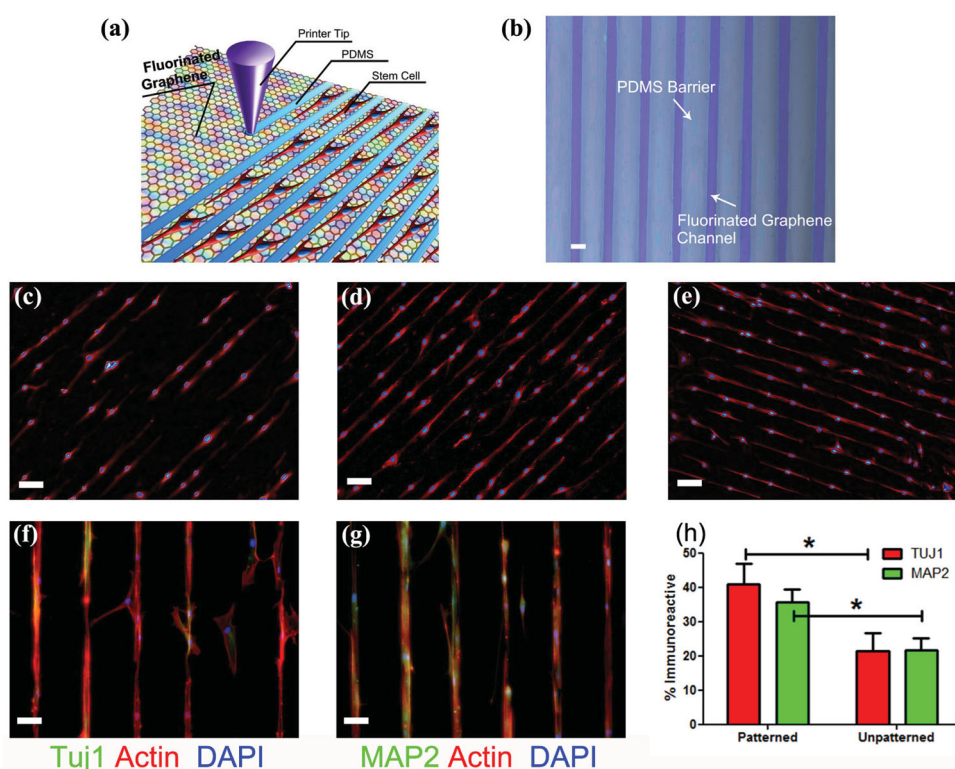 (a)
Printer Tip
PDMS
Stem Cell
Fluorinated
Graphene
(b)
PDMS Barrier
Fluorinated Graphene
Channel
(c)
(d)
(e)
(f)
(g)
Tuj1 Actin DAPI
MAP2 Actin DAPI
(h)
% Immunoreactive
50
40
30
20
10
0
*
*
TUJ1
MAP2
Patterned
Unpatterned